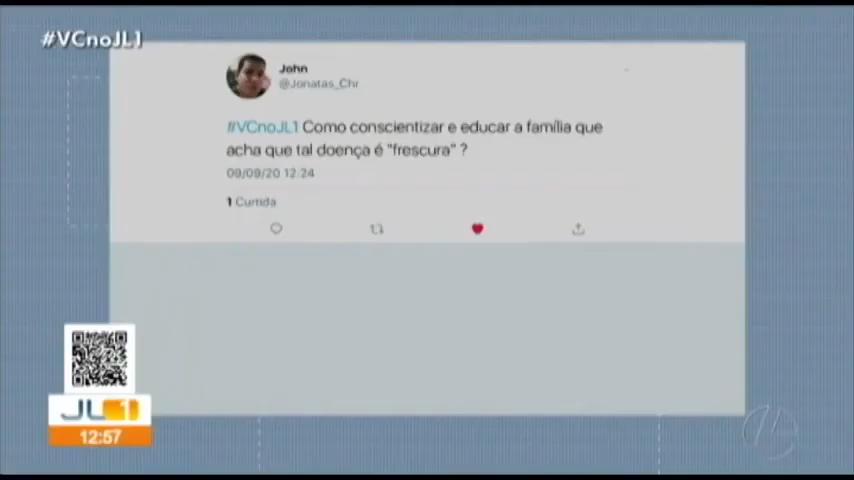 #VCnoJL1
John
@Jonatas_Chr
#VCnoJL1 Como conscientizar e educar a família que
acha que tal doença é "frescura" ?
09/09/20 12:24
1 Curtida
JL1
12:57